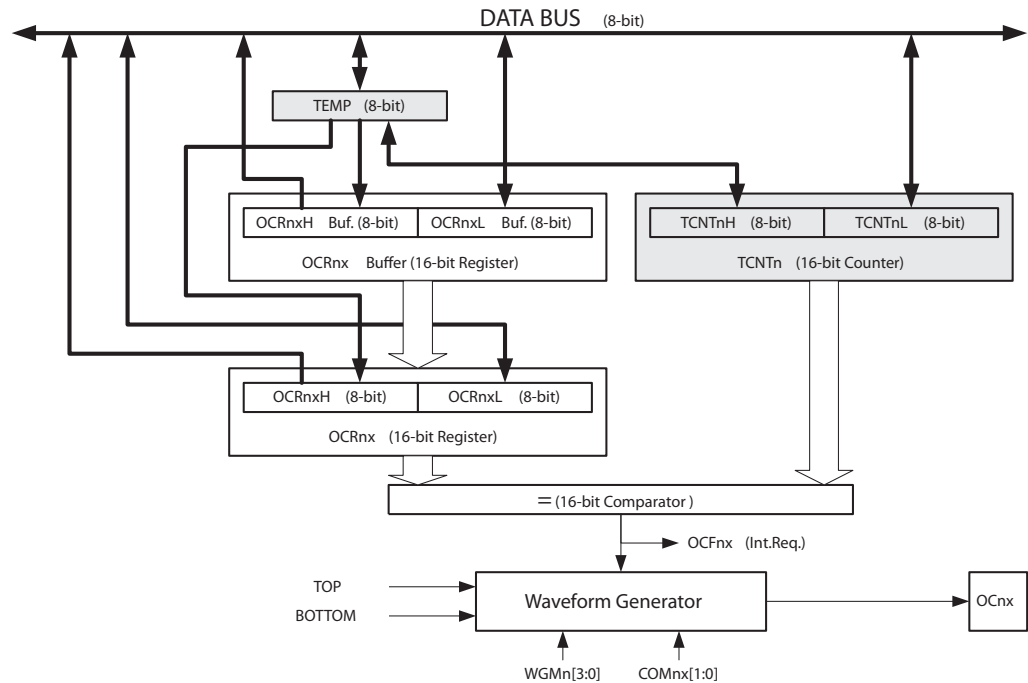 DATA BUS (8-bit)
TEMP (8-bit)
OCRnxH Buf. (8-bit) OCRnxL Buf. (8-bit)
OCRnx Buffer (16-bit Register)
TCNTnH (8-bit) TCNTnL (8-bit)
TCNTn (16-bit Counter)
OCRnxH (8-bit) OCRnxL (8-bit)
OCRnx (16-bit Register)
= (16-bit Comparator )
OCFnx (Int.Req.)
TOP
BOTTOM
Waveform Generator
OCnx
WGMn[3:0] COMnx[1:0]